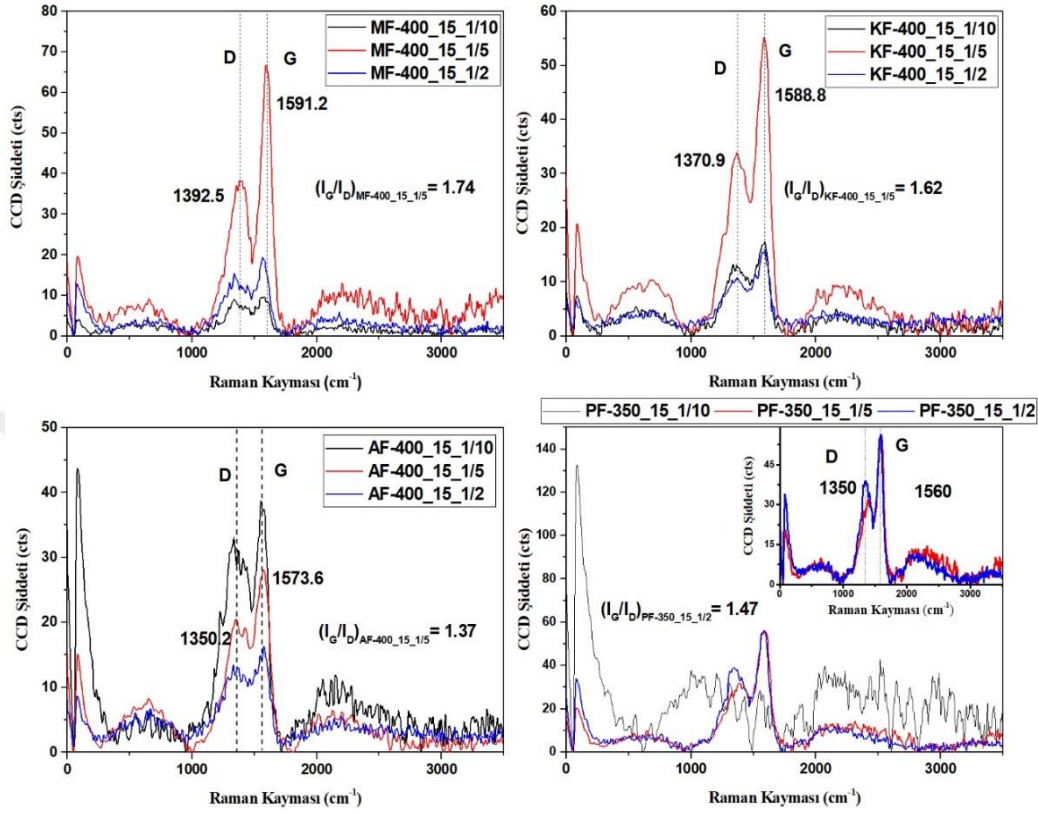 MF-400_15_1/10
MF-400_15_1/5
MF-400_15_1/2
D
G
1591.2
1392.5
(I_G/I_D)_MF-400_15_1/5 = 1.74
CCD Şiddeti (cts)
80
70
60
50
40
30
20
10
0
0 1000 2000 3000
Raman Kayması (cm⁻¹)
KF-400_15_1/10
KF-400_15_1/5
KF-400_15_1/2
D
G
1588.8
1370.9
(I_G/I_D)_KF-400_15_1/5 = 1.62
CCD Şiddeti (cts)
60
50
40
30
20
10
0
0 1000 2000 3000
Raman Kayması (cm⁻¹)
AF-400_15_1/10
AF-400_15_1/5
AF-400_15_1/2
D
G
1573.6
1350.2
(I_G/I_D)_AF-400_15_1/5 = 1.37
CCD Şiddeti (cts)
50
40
30
20
10
0
0 1000 2000 3000
Raman Kayması (cm⁻¹)
PF-350_15_1/10 PF-350_15_1/5 PF-350_15_1/2
D
G
1350
1560
CCD Şiddeti (cts)
45
30
15
0
0 1000 2000 3000
Raman Kayması (cm⁻¹)
(I_G/I_D)_PF-350_15_1/2 = 1.47
CCD Şiddeti (cts)
140
120
100
80
60
40
20
0
0 1000 2000 3000
Raman Kayması (cm⁻¹)